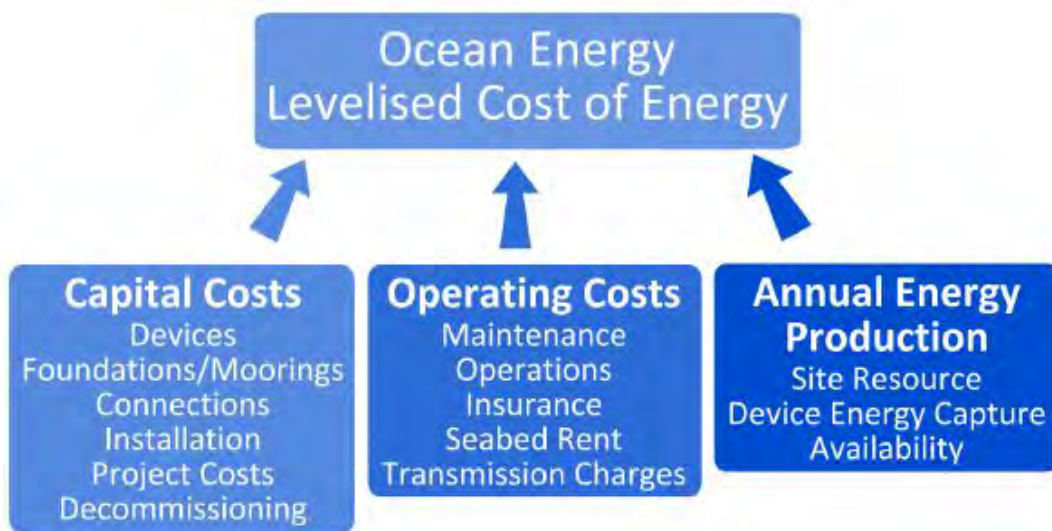 Ocean Energy
Levelised Cost of Energy
Capital Costs
Devices
Foundations/Moorings
Connections
Installation
Project Costs
Decommissioning
Operating Costs
Maintenance
Operations
Insurance
Seabed Rent
Transmission Charges
Annual Energy
Production
Site Resource
Device Energy Capture
Availability